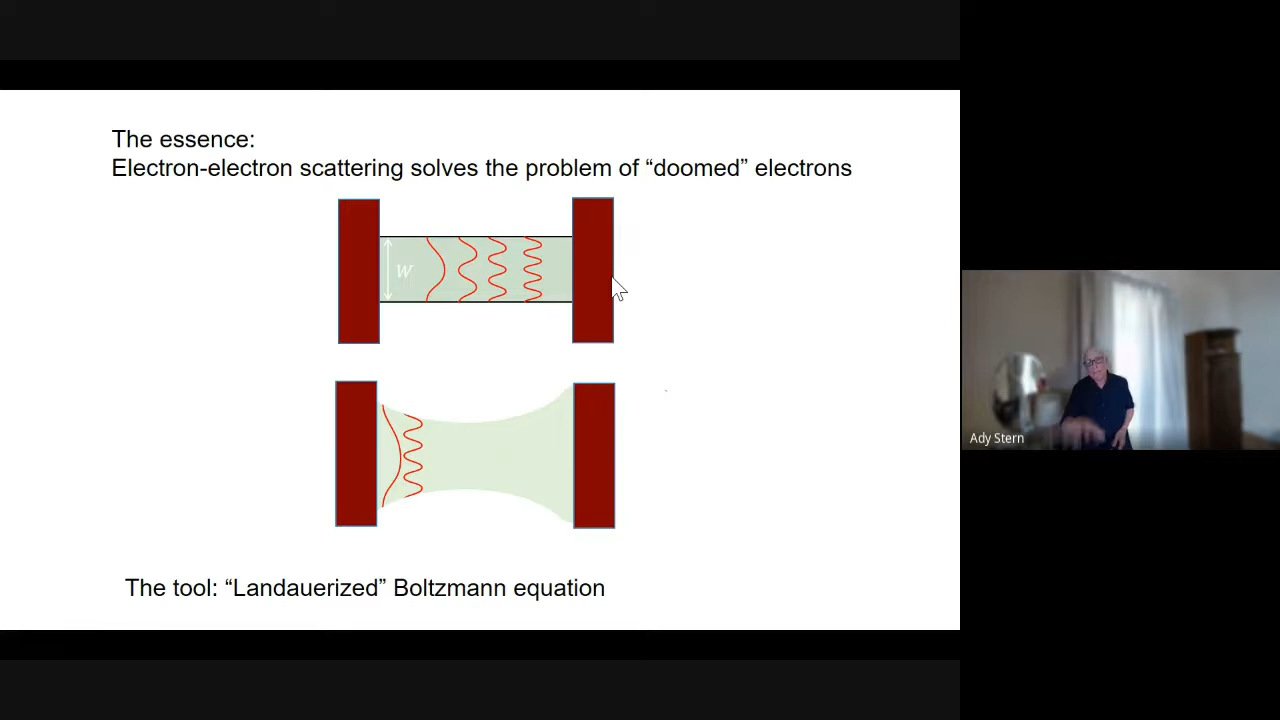 The essence:
Electron-electron scattering solves the problem of “doomed” electrons
W
The tool: “Landauerized” Boltzmann equation
Ady Stern